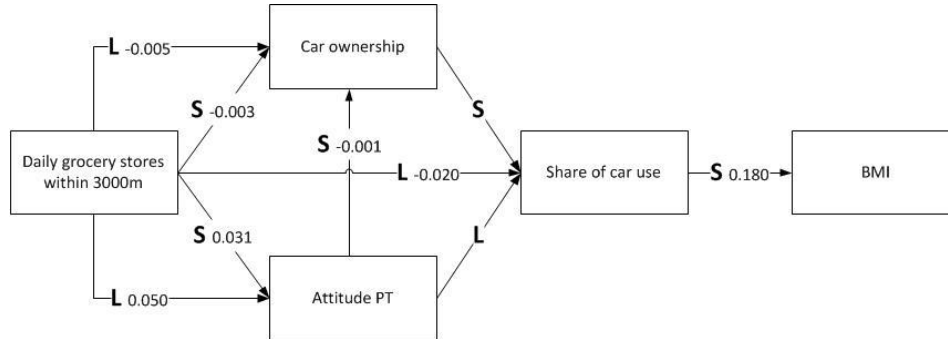 L -0.005
Car ownership
S -0.003
S
S -0.001
Daily grocery stores
within 3000m
L -0.020
Share of car use
S 0.180
BMI
S 0.031
L
L 0.050
Attitude PT